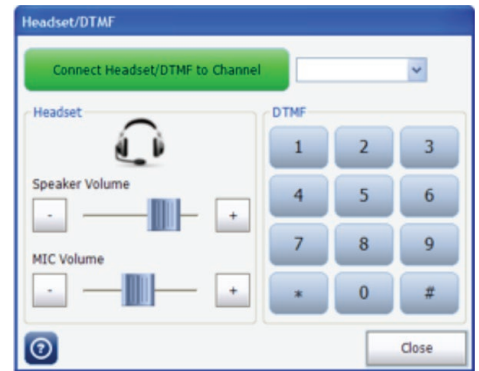 Headset/DTMF
Connect Headset/DTMF to Channel
Headset
DTMF
1 2 3
Speaker Volume
4 5 6
- +
7 8 9
MIC Volume
- +
* 0 #
?
Close